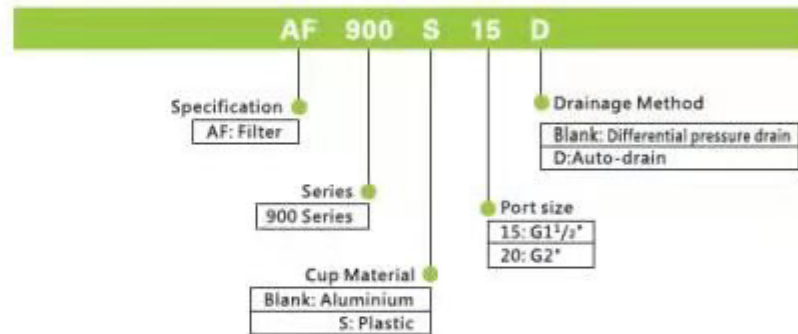 AF 900 S 15 D
Specification
AF: Filter
Drainage Method
Blank: Differential pressure drain
D:Auto-drain
Series
900 Series
Port size
15: G1¹/₂"
20: G2"
Cup Material
Blank: Aluminium
S: Plastic